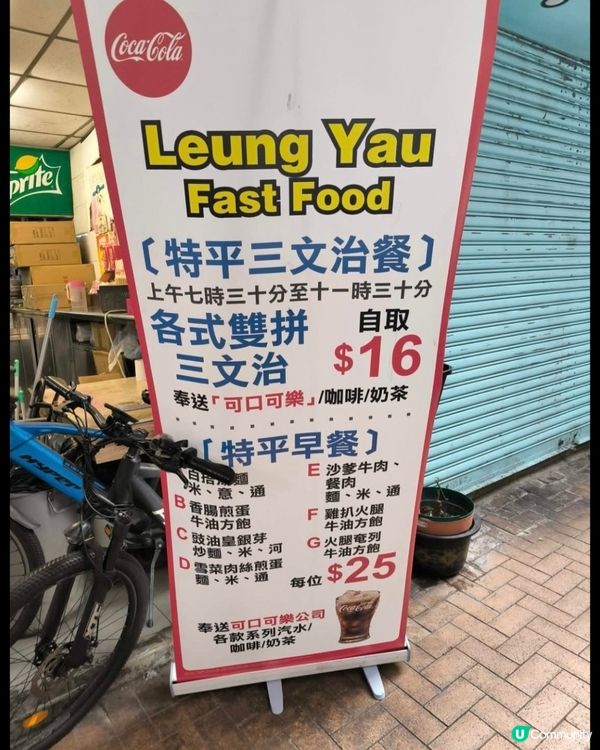 Coca-Cola
Sprite
Leung Yau
Fast Food
〔特平三文治餐〕
上午七時三十分至十一時三十分
各式雙拼
三文治
自取
$16
奉送「可口可樂」/咖啡/奶茶
〔特平早餐〕
米、意、通
B 香腸煎蛋
牛油方飽
C 豉油皇銀芽
炒麵、米、河
D 雪菜肉絲煎蛋
麵、米、通
E 沙爹牛肉、
餐肉
麵、米、通
F 雞扒火腿
牛油方飽
G 火腿奄列
牛油方飽
每位 $25
奉送可口可樂公司
各款系列汽水/
咖啡/奶茶
Coca-Cola
HYPER
U Community